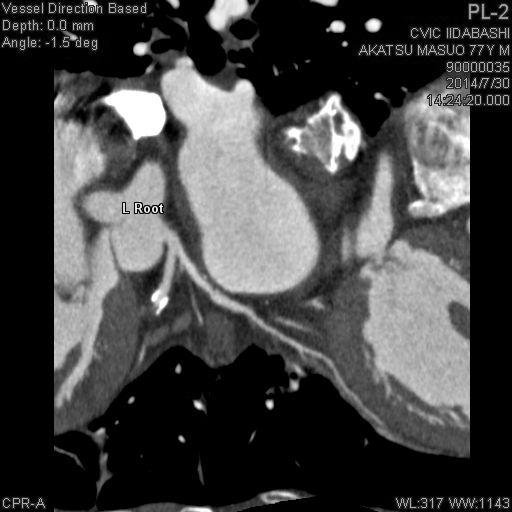 Vessel Direction Based
Depth: 0.0 mm
Angle: -1.5 deg
PL-2
CVIC IIDABASHI
AKATSU MASUO 77Y M
90000035
2014/7/30
14:24:20.000
L Root
CPR-A
WL:317 WW:1143